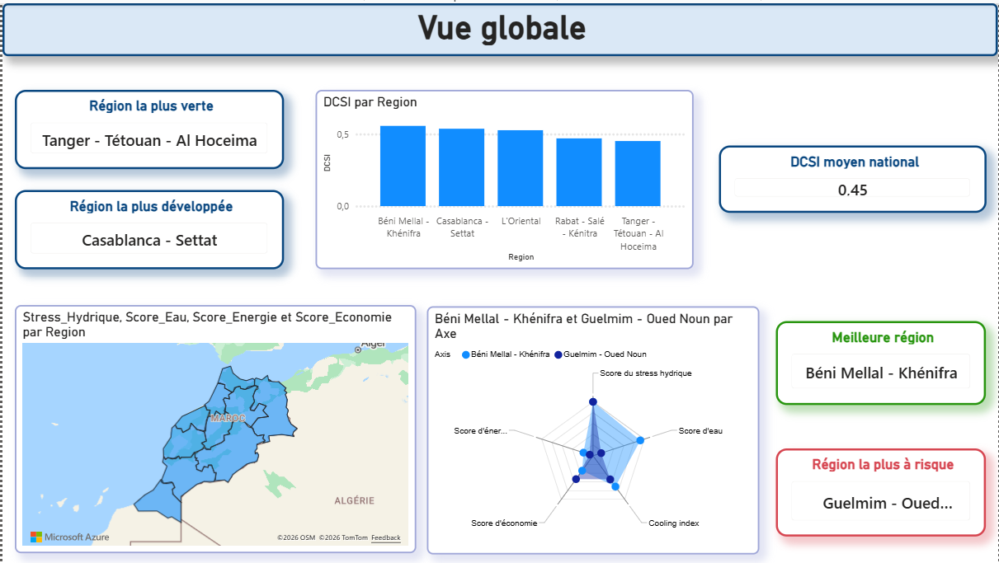 Vue globale
Région la plus verte
Tanger - Tétouan - Al Hoceima
Région la plus développée
Casablanca - Settat
DCSI par Region
0,5
0,0
DCSI
Béni Mellal -
Khénifra
Casablanca -
Settat
L'Oriental
Rabat - Salé
- Kénitra
Tanger -
Tétouan - Al
Hoceima
Region
DCSI moyen national
0.45
Stress_Hydrique, Score_Eau, Score_Energie et Score_Economie
par Region
Alger
MAROC
ALGÉRIE
Microsoft Azure
©2026 OSM ©2026 TomTom Feedback
Béni Mellal - Khénifra et Guelmim - Oued Noun par
Axe
Axis Béni Mellal - Khénifra Guelmim - Oued Noun
Score du stress hydrique
Score d'éner...
Score d'eau
Score d'économie
Cooling index
Meilleure région
Béni Mellal - Khénifra
Région la plus à risque
Guelmim - Oued...